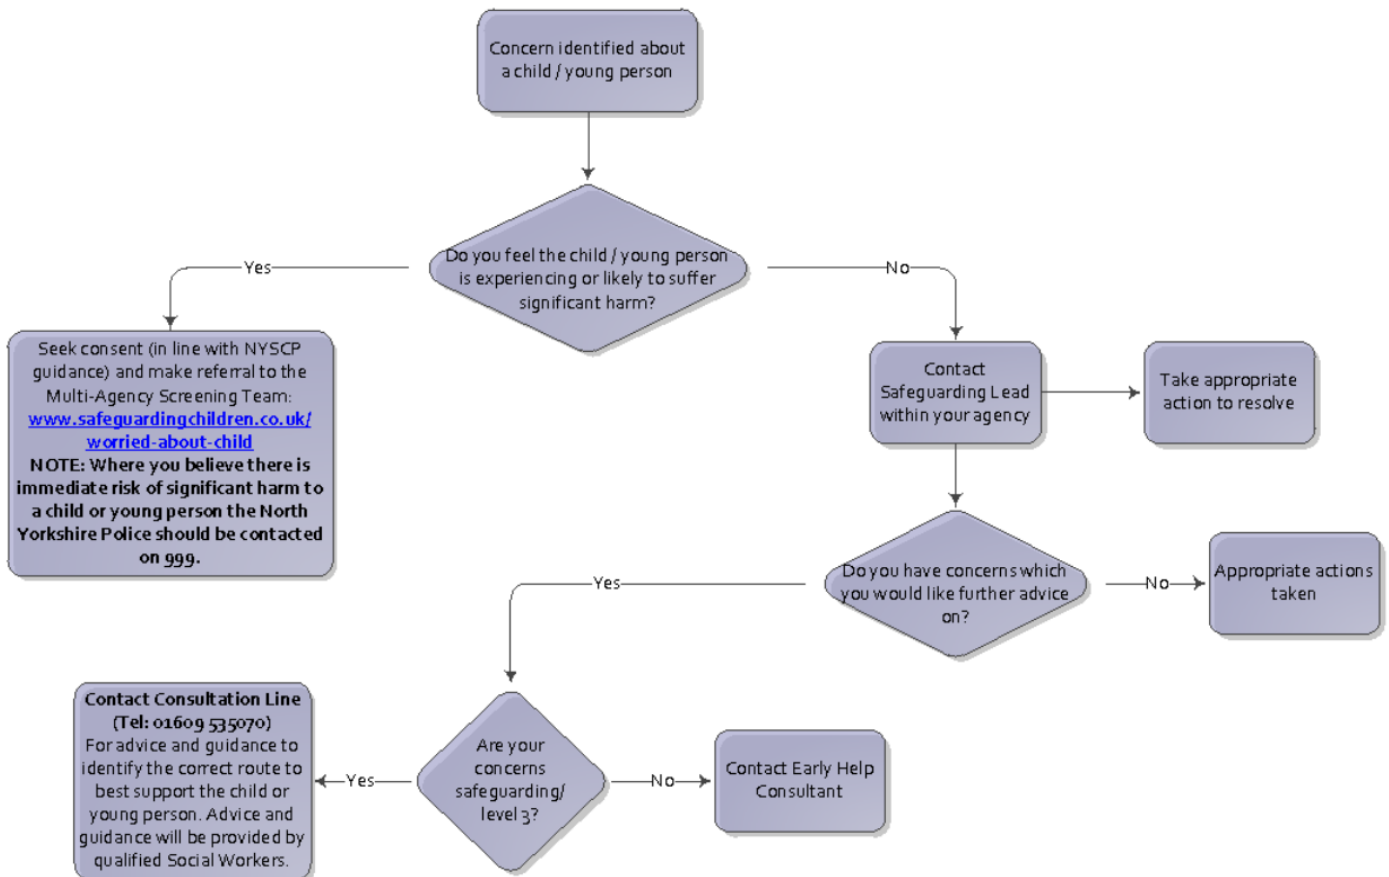 Concern identified about
a child / young person
Do you feel the child / young person
is experiencing or likely to suffer
significant harm?
Yes
No
Seek consent (in line with NYSCP
guidance) and make referral to the
Multi-Agency Screening Team:
www.safeguardingchildren.co.uk/
worried-about-child
NOTE: Where you believe there is
immediate risk of significant harm to
a child or young person the North
Yorkshire Police should be contacted
on 999.
Contact
Safeguarding Lead
within your agency
Take appropriate
action to resolve
Do you have concerns which
you would like further advice
on?
Yes
No
Appropriate actions
taken
Are your
concerns
safeguarding/
level 3?
Yes
No
Contact Consultation Line
(Tel: 01609 535070)
For advice and guidance to
identify the correct route to
best support the child or
young person. Advice and
guidance will be provided by
qualified Social Workers.
Contact Early Help
Consultant